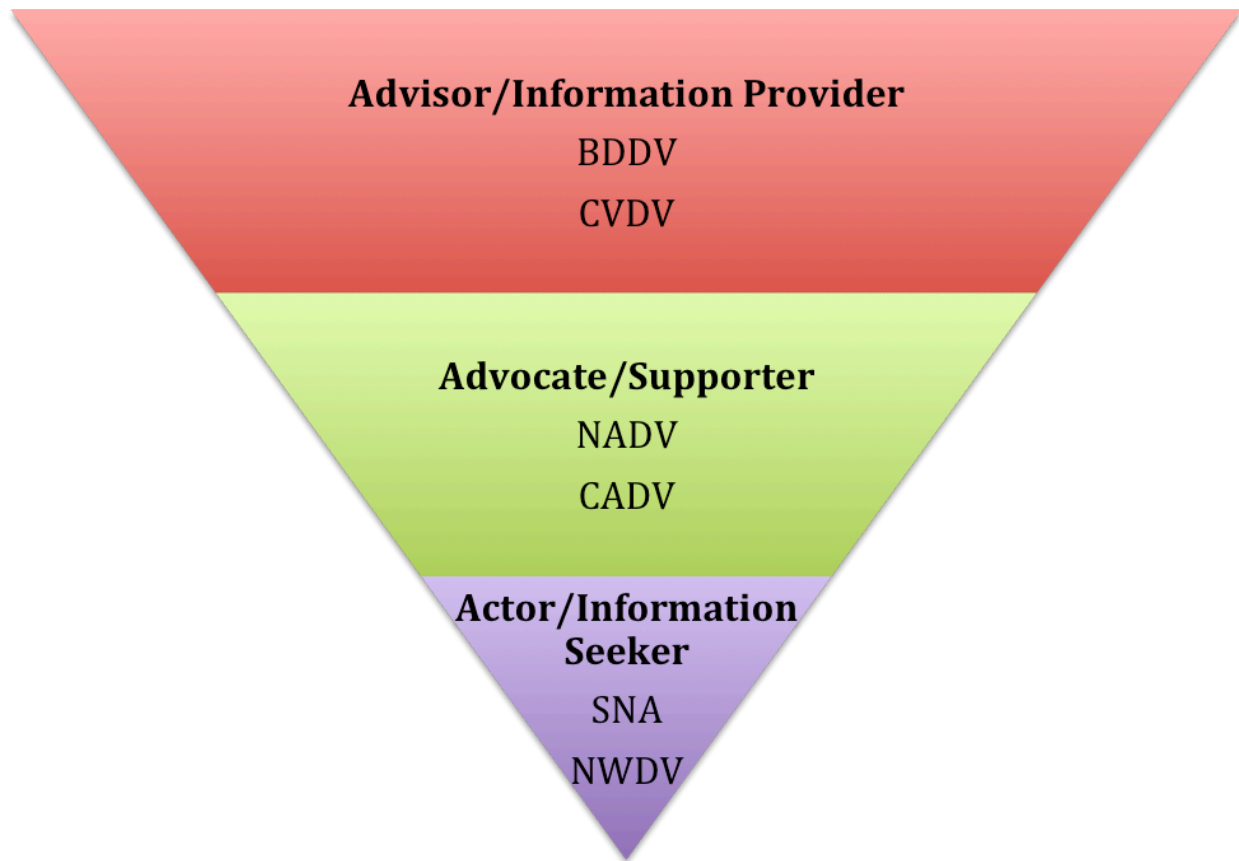 Advisor/Information Provider
BDDV
CVDV
Advocate/Supporter
NADV
CADV
Actor/Information
Seeker
SNA
NWDV